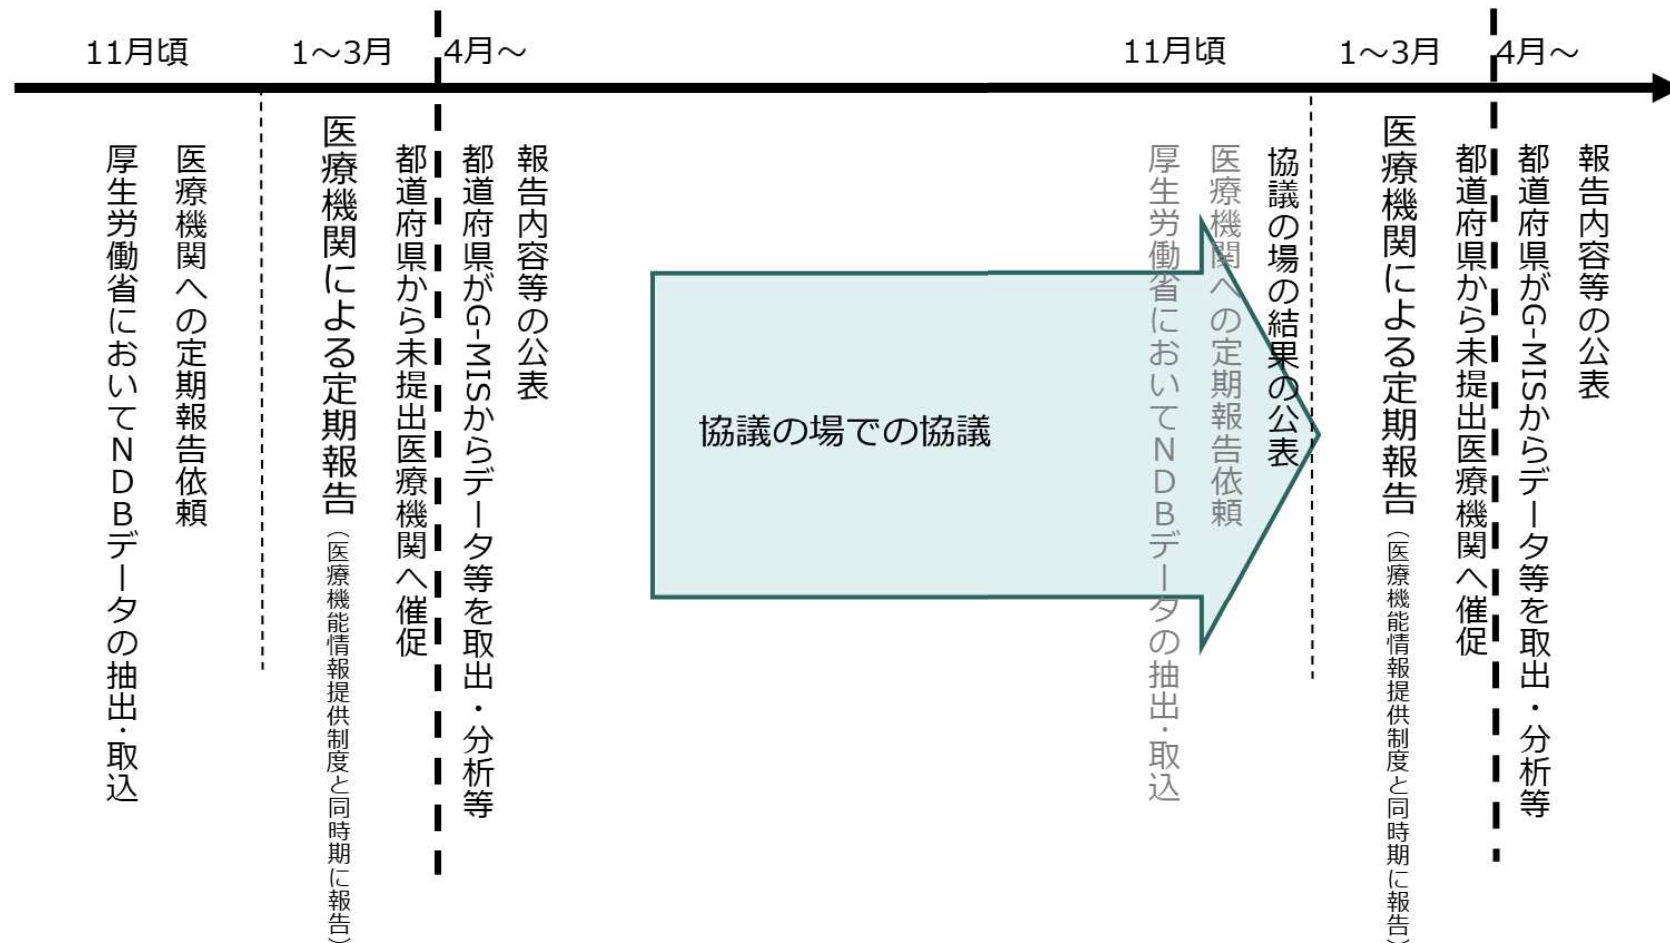 11月頃
1～3月
4月～
11月頃
1～3月
4月～
厚生労働省においてＮＤＢデータの抽出・取込
医療機関への定期報告依頼
医療機関による定期報告（医療機能情報提供制度と同時期に報告）
都道府県から未提出医療機関へ催促
都道府県がG-MISからデータ等を取出・分析等
報告内容等の公表
協議の場での協議
厚生労働省においてＮＤＢデータの抽出・取込
医療機関への定期報告依頼
協議の場の結果の公表
医療機関による定期報告（医療機能情報提供制度と同時期に報告）
都道府県から未提出医療機関へ催促
都道府県がG-MISからデータ等を取出・分析等
報告内容等の公表